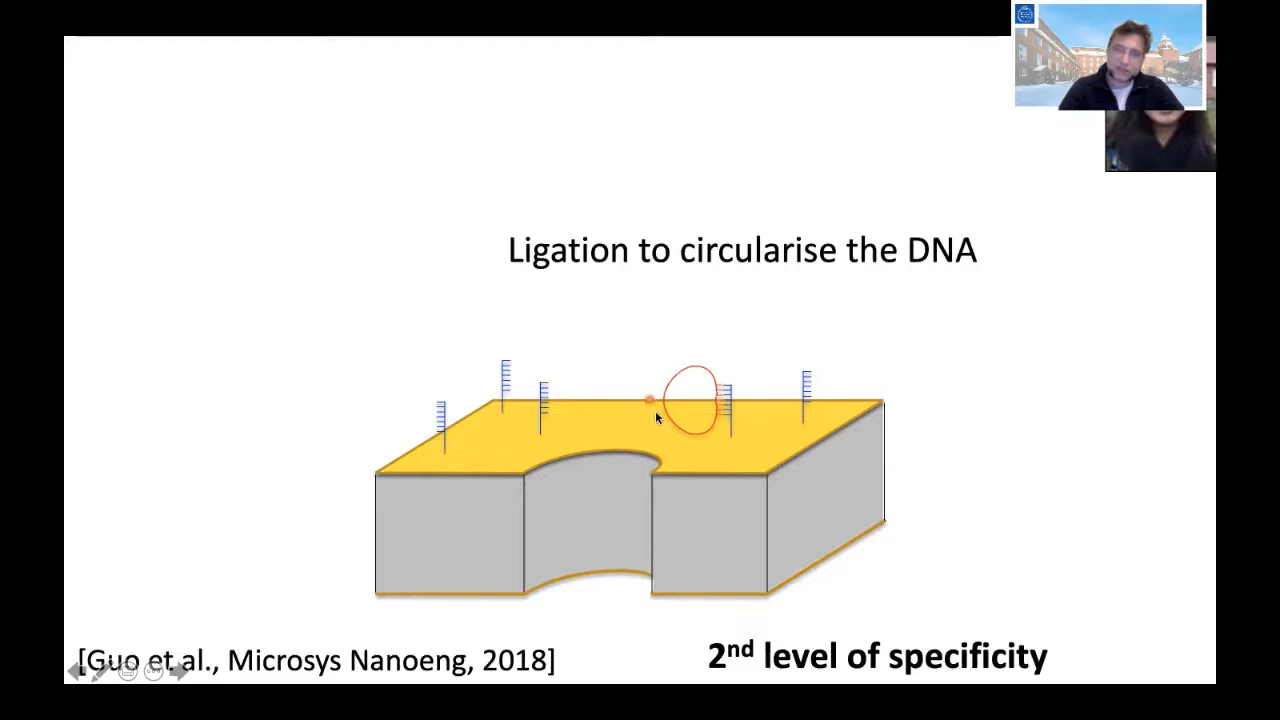 Ligation to circularise the DNA
[Guo et al., Microsys Nanoeng, 2018]
2nd level of specificity